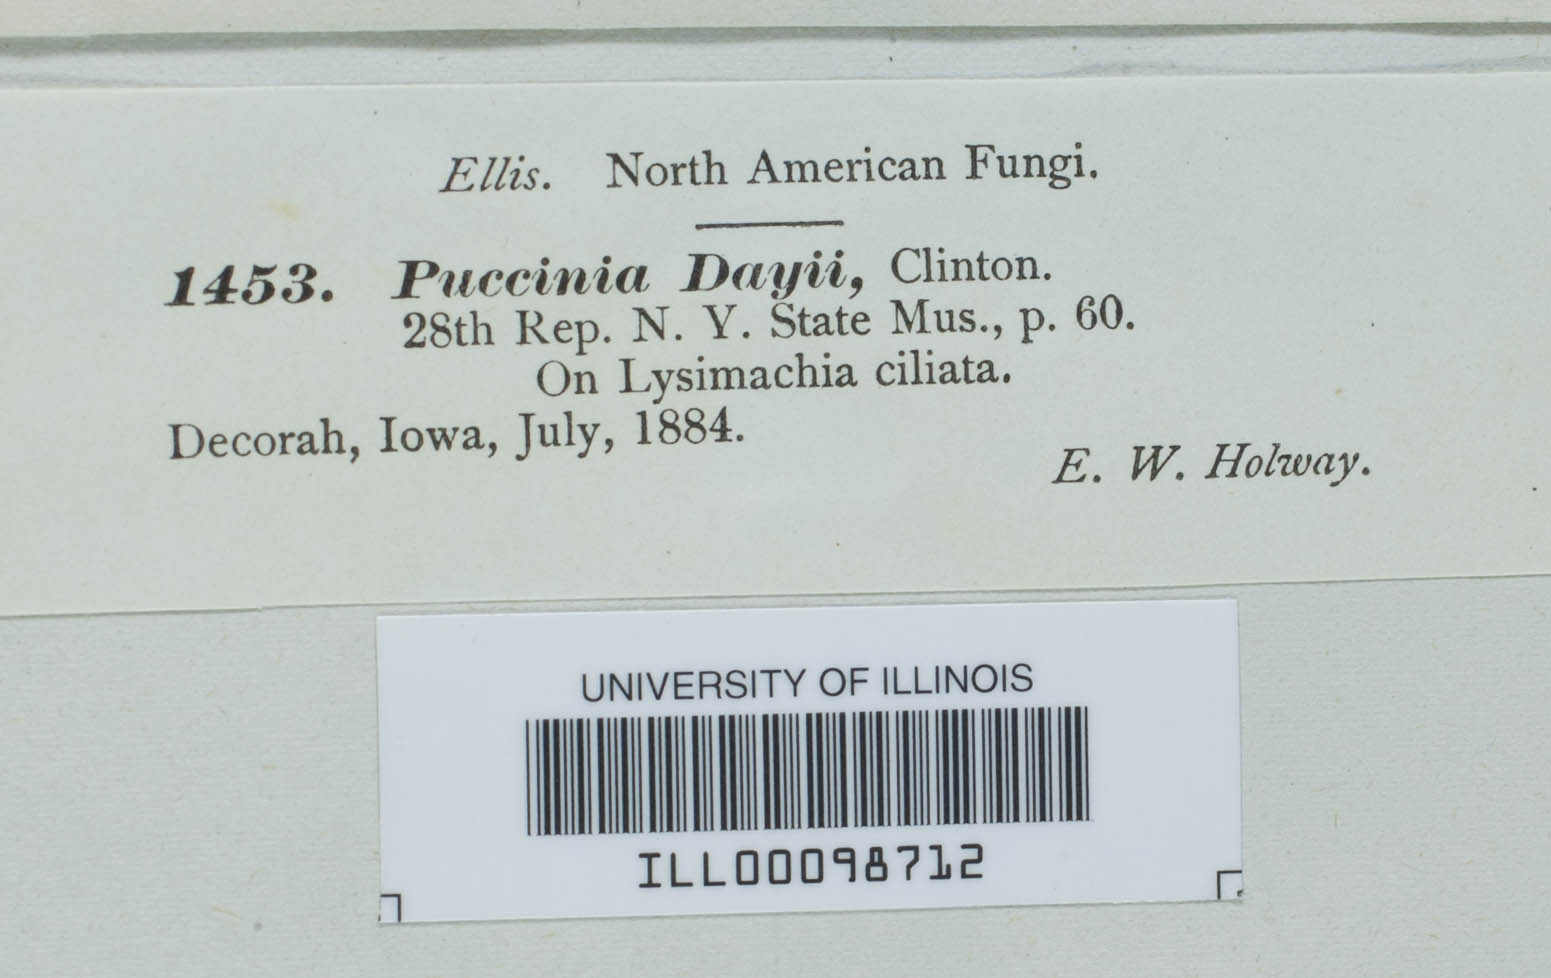 Ellis. North American Fungi.
1453. Puccinia Dayii, Clinton.
28th Rep. N. Y. State Mus., p. 60.
On Lysimachia ciliata.
Decorah, Iowa, July, 1884.
E. W. Holway.
UNIVERSITY OF ILLINOIS
ILL00098712